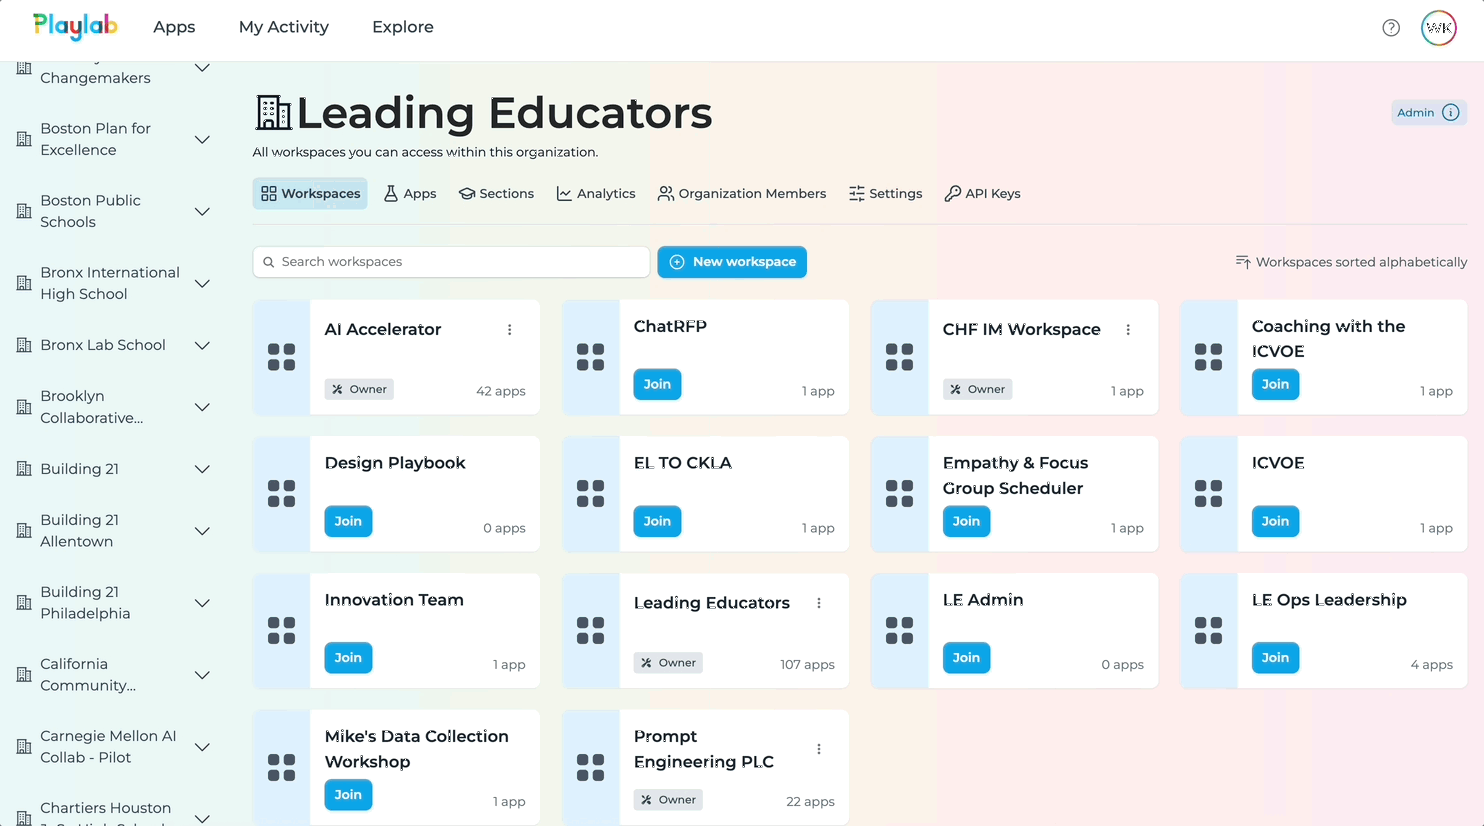 Playlab
Apps
My Activity
Explore
WK
Changemakers
Boston Plan for
Excellence
Boston Public
Schools
Bronx International
High School
Bronx Lab School
Brooklyn
Collaborative...
Building 21
Building 21
Allentown
Building 21
Philadelphia
California
Community...
Carnegie Mellon AI
Collab - Pilot
Chartiers Houston
Leading Educators
Admin
All workspaces you can access within this organization.
Workspaces
Apps
Sections
Analytics
Organization Members
Settings
API Keys
Search workspaces
New workspace
Workspaces sorted alphabetically
AI Accelerator
Owner
42 apps
ChatRFP
Join
1 app
CHF IM Workspace
Owner
1 app
Coaching with the
ICVOE
Join
1 app
Design Playbook
Join
0 apps
EL TO CKLA
Join
1 app
Empathy & Focus
Group Scheduler
Join
1 app
ICVOE
Join
1 app
Innovation Team
Join
1 app
Leading Educators
Owner
107 apps
LE Admin
Join
0 apps
LE Ops Leadership
Join
4 apps
Mike's Data Collection
Workshop
Join
1 app
Prompt
Engineering PLC
Owner
22 apps